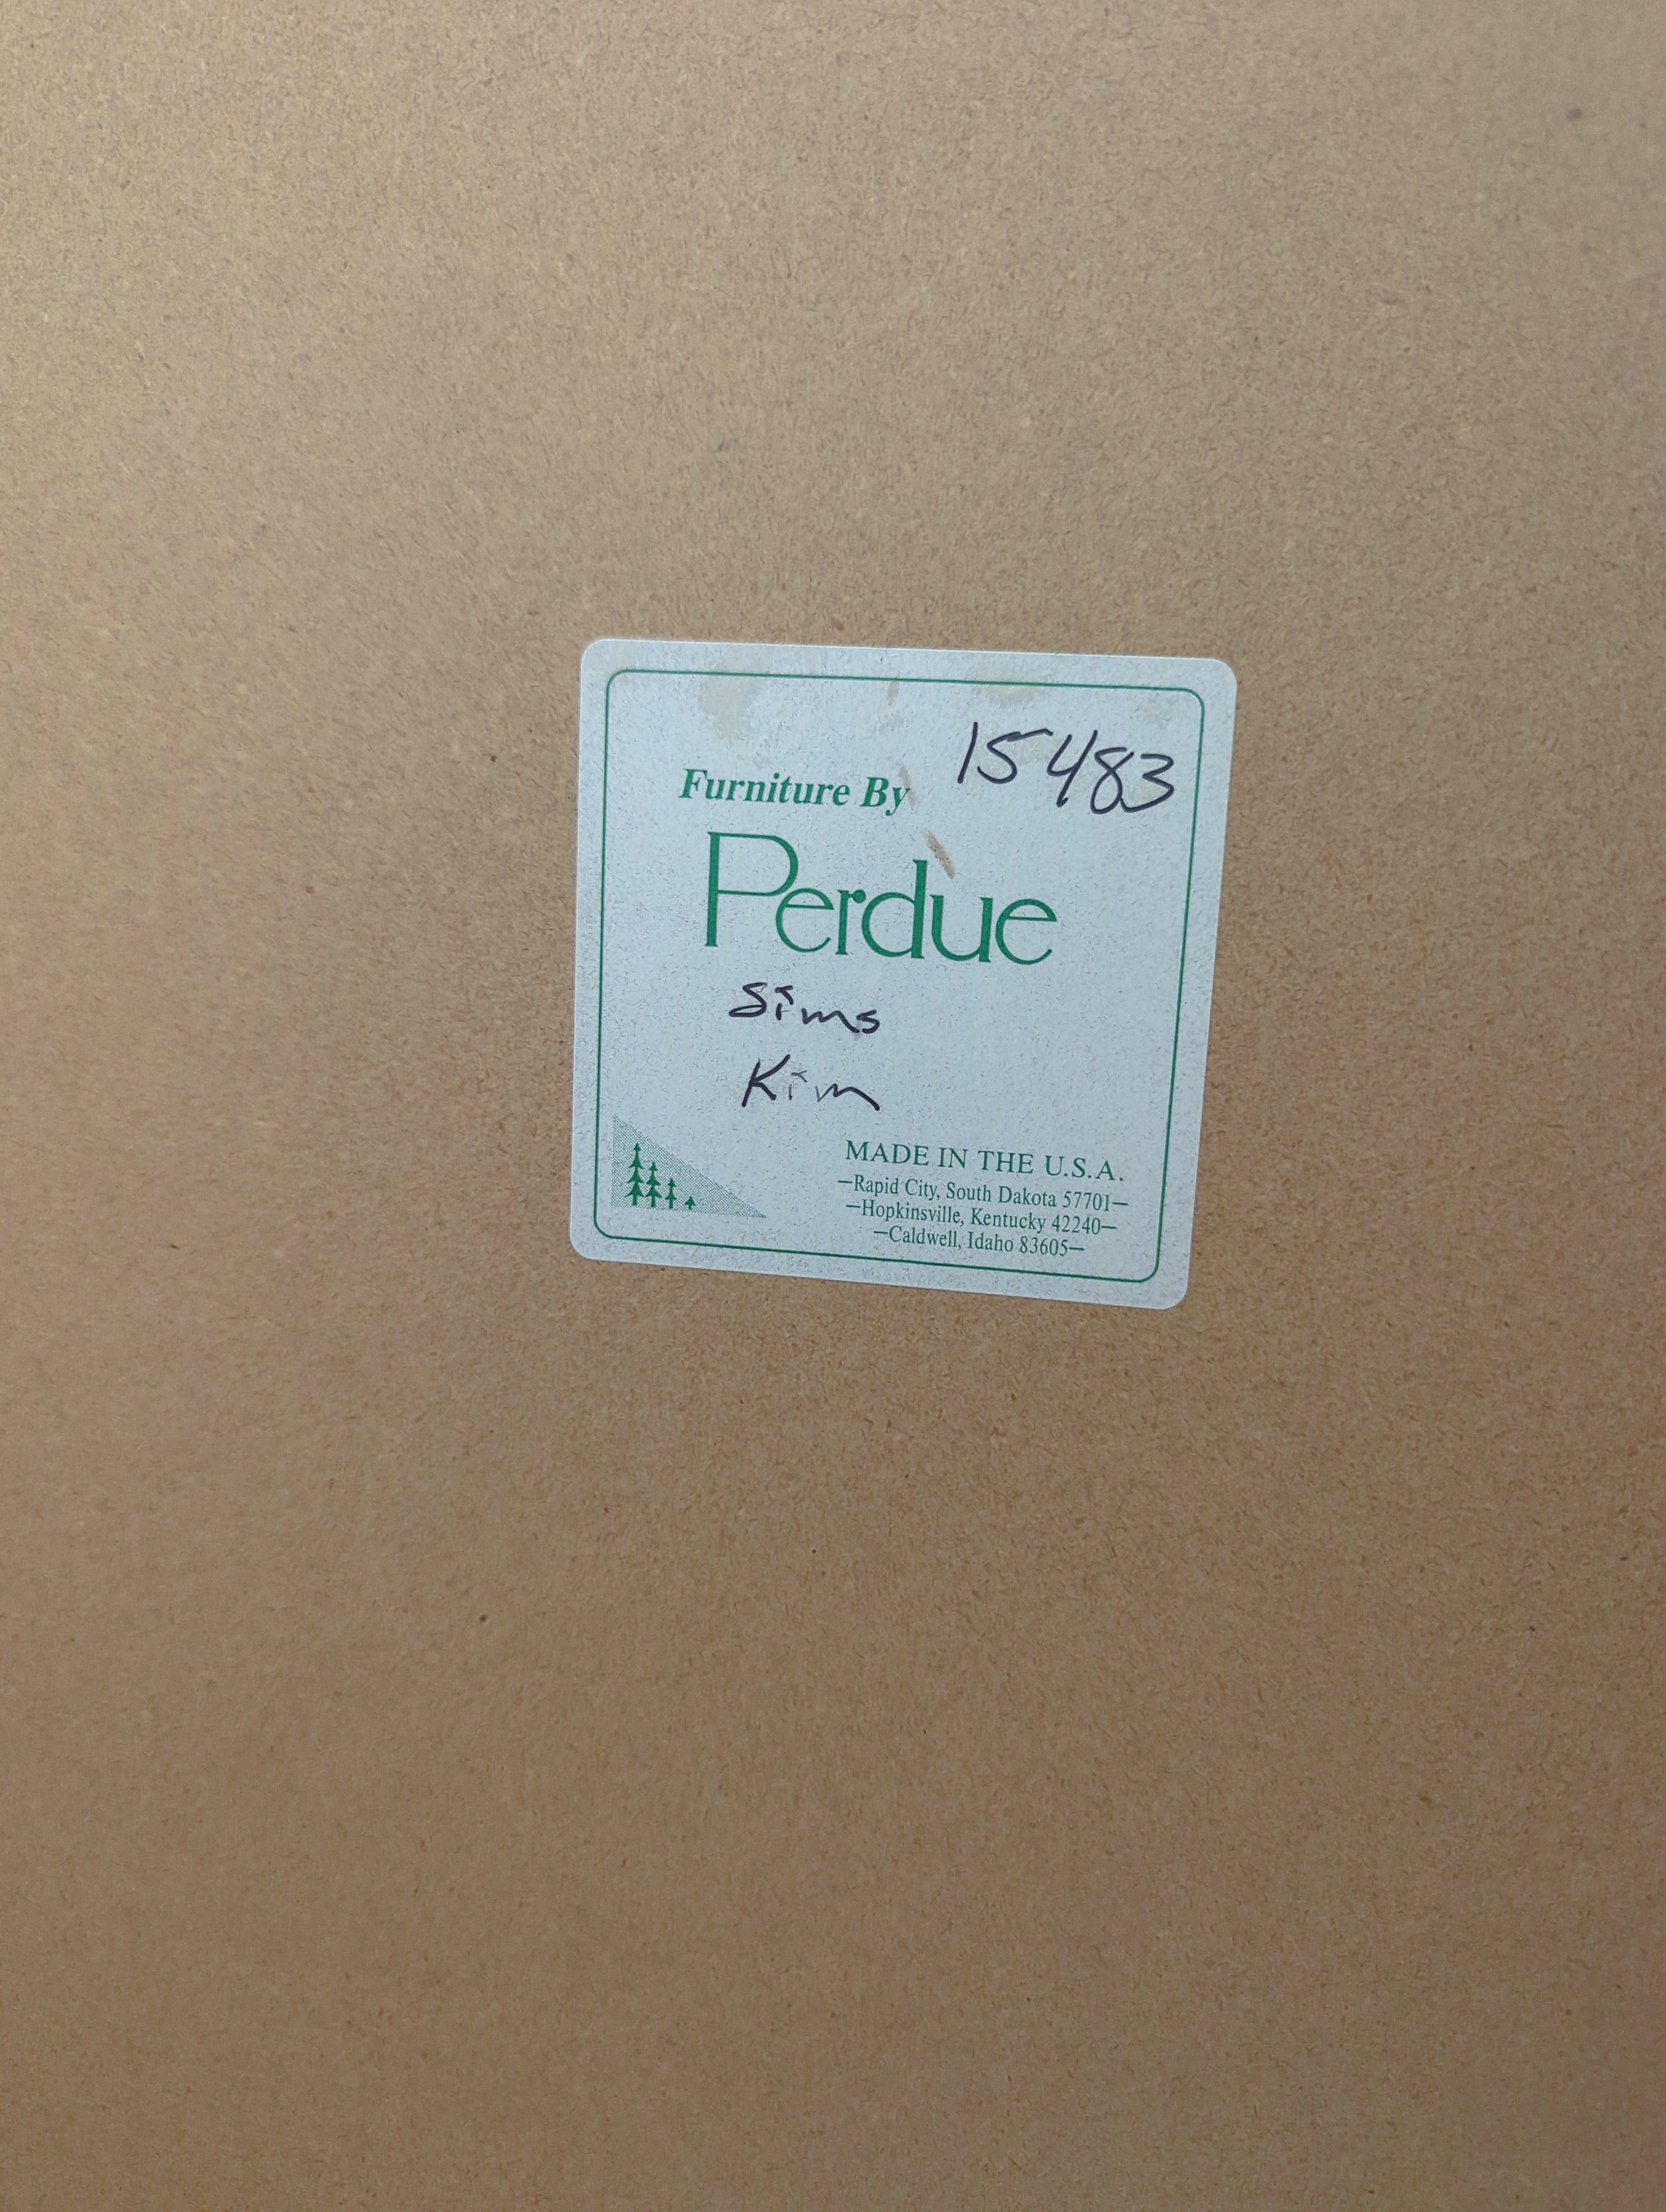 15483
Furniture By
Perdue
Sims
Kim
MADE IN THE U.S.A.
—Rapid City, South Dakota 57701—
—Hopkinsville, Kentucky 42240—
—Caldwell, Idaho 83605—